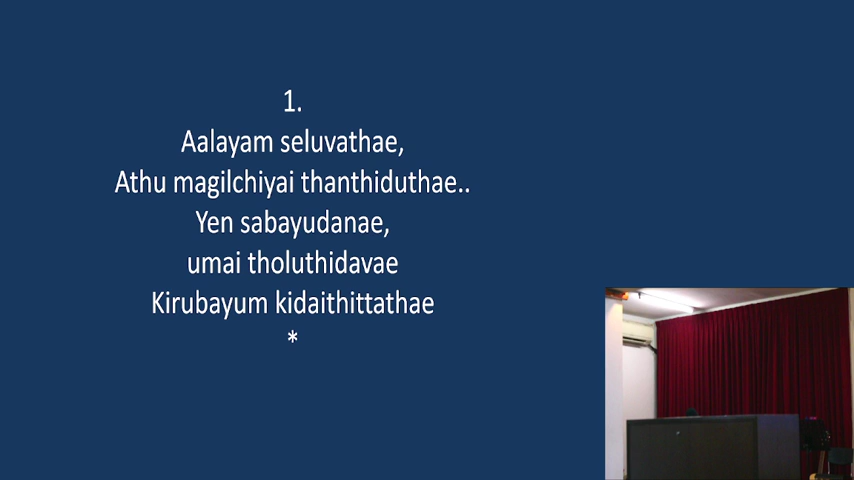 1.
Aalayam seluvathae,
Athu magilchiyai thanthiduthae..
Yen sabayudanae,
umai tholuthidavae
Kirubayum kidaithittathae
*